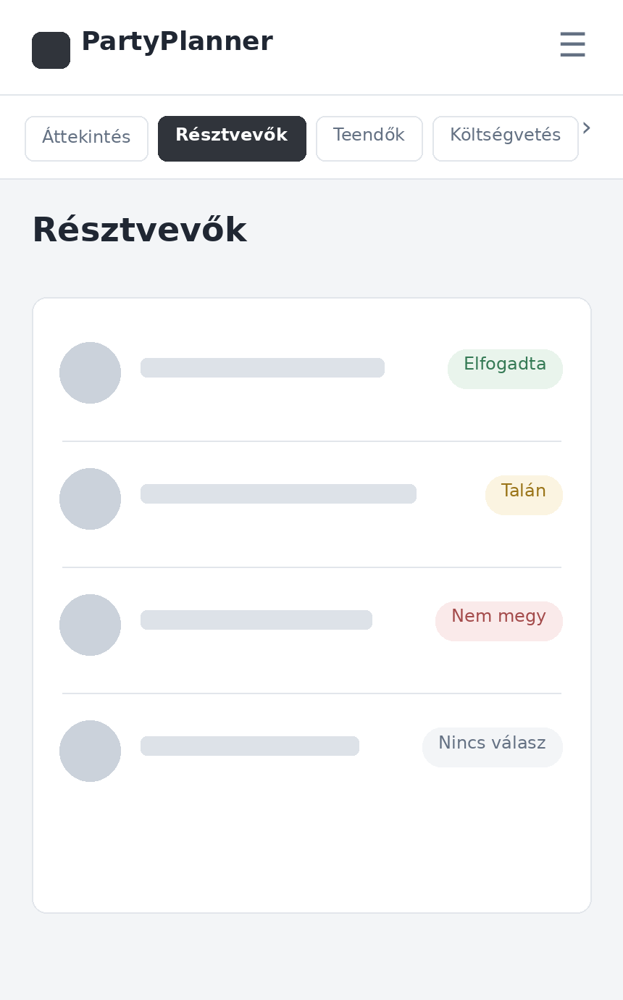 PartyPlanner ☰
Áttekintés Résztvevők Teendők Költségvetés ›
Résztvevők
Elfogadta
Talán
Nem megy
Nincs válasz